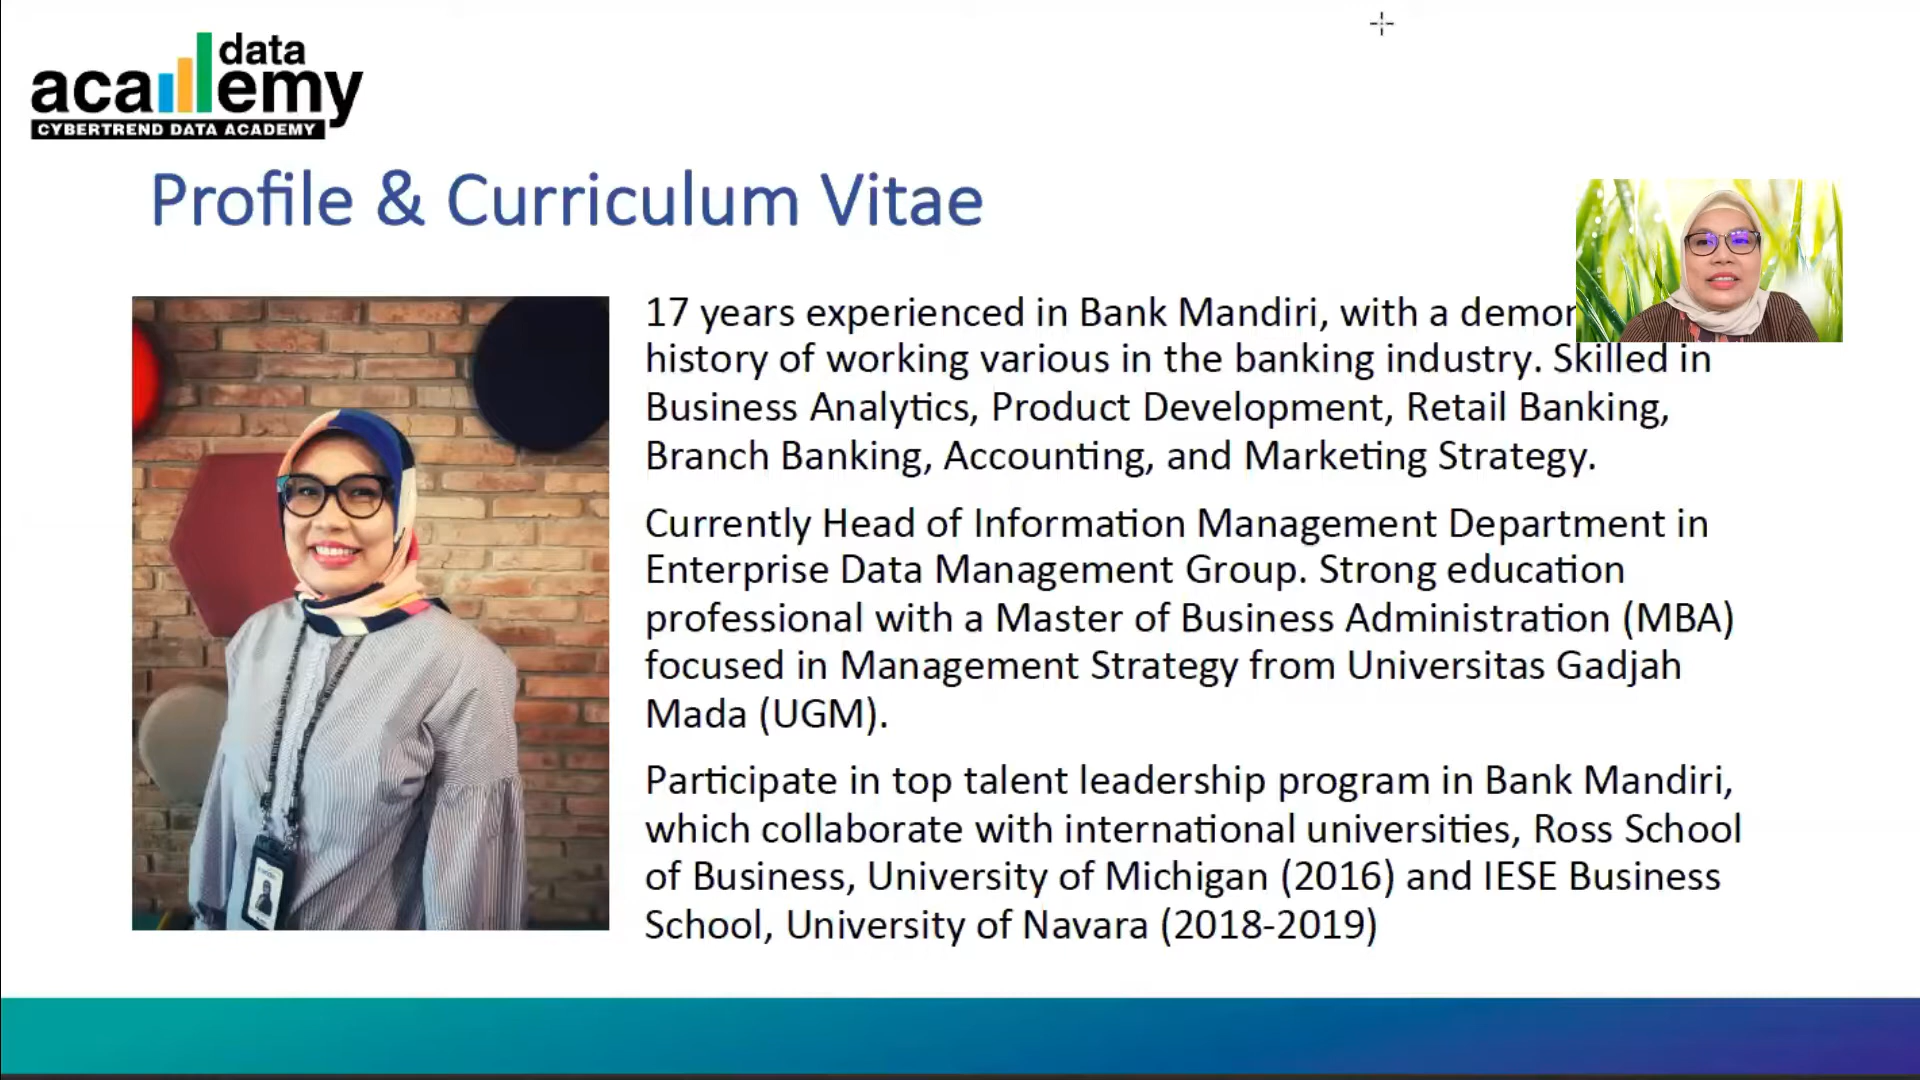 data
academy
CYBERTREND DATA ACADEMY
Profile & Curriculum Vitae
17 years experienced in Bank Mandiri, with a
history of working various in the banking industry. Skilled in
Business Analytics, Product Development, Retail Banking,
Branch Banking, Accounting, and Marketing Strategy.
Currently Head of Information Management Department in
Enterprise Data Management Group. Strong education
professional with a Master of Business Administration (MBA)
focused in Management Strategy from Universitas Gadjah
Mada (UGM).
Participate in top talent leadership program in Bank Mandiri,
which collaborate with international universities, Ross School
of Business, University of Michigan (2016) and IESE Business
School, University of Navara (2018-2019)